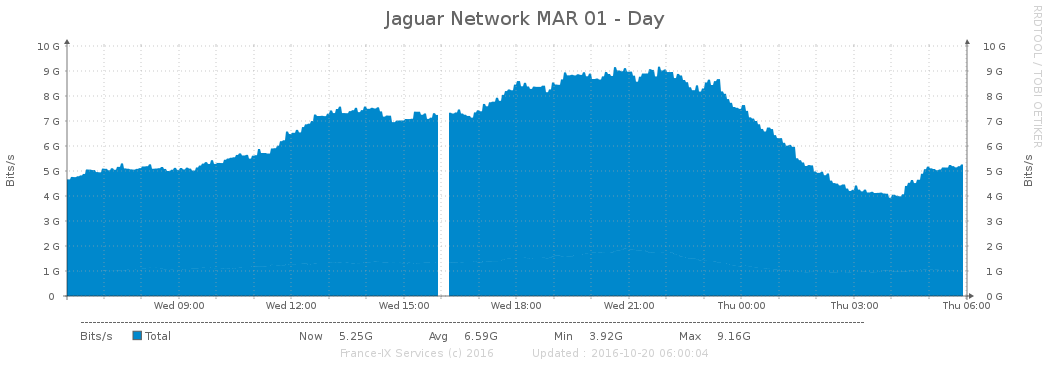 Jaguar Network MAR 01 - Day
RRDTOOL / TOBI OETIKER
Bits/s
10 G
9 G
8 G
7 G
6 G
5 G
4 G
3 G
2 G
1 G
0
10 G
9 G
8 G
7 G
6 G
5 G
4 G
3 G
2 G
1 G
0 G
Bits/s
Wed 09:00 Wed 12:00 Wed 15:00 Wed 18:00 Wed 21:00 Thu 00:00 Thu 03:00 Thu 06:00
Bits/s Total Now 5.25G Avg 6.59G Min 3.92G Max 9.16G
France-IX Services (c) 2016 Updated : 2016-10-20 06:00:04